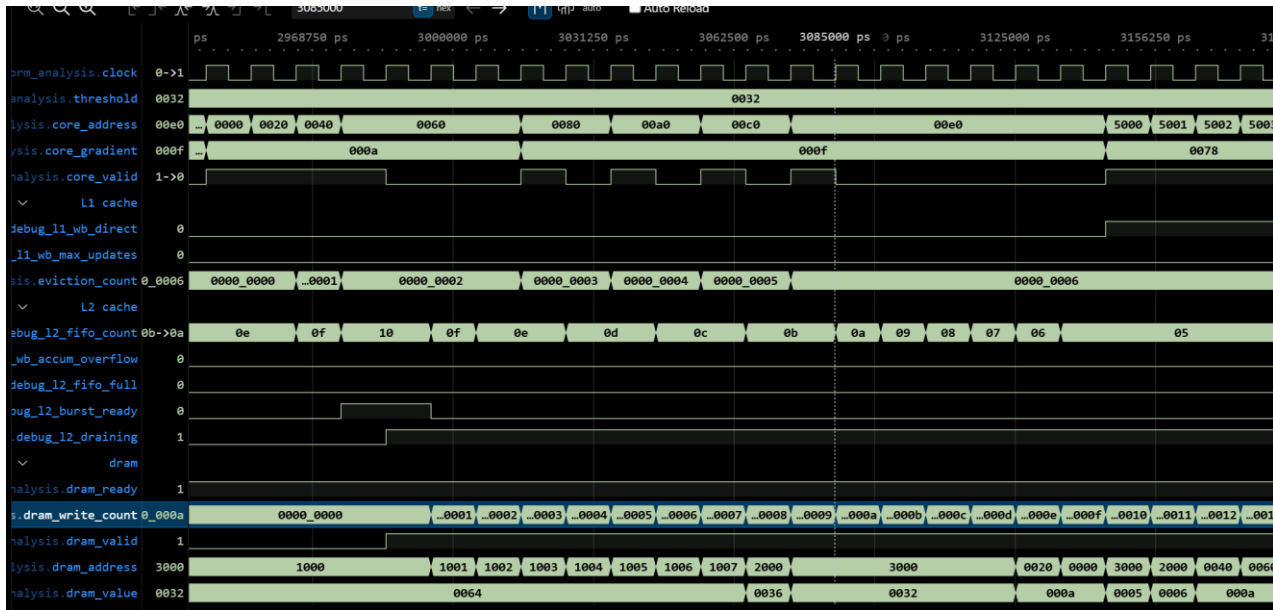 3085000 t= hex auto Auto Reload
ps 2968750 ps 3000000 ps 3031250 ps 3062500 ps 3085000 ps 0 ps 3125000 ps 3156250 ps 31
orm_analysis.clock 0->1
analysis.threshold 0032 0032
lysis.core_address 00e0 … 0000 0020 0040 0060 0080 00a0 00c0 00e0 5000 5001 5002 5003
ysis.core_gradient 000f … 000a 000f 0078
nalysis.core_valid 1->0
L1 cache
debug_l1_wb_direct 0
_l1_wb_max_updates 0
sis.eviction_count 0_0006 0000_0000 …0001 0000_0002 0000_0003 0000_0004 0000_0005 0000_0006
L2 cache
ebug_l2_fifo_count 0b->0a 0e 0f 10 0f 0e 0d 0c 0b 0a 09 08 07 06 05
_wb_accum_overflow 0
debug_l2_fifo_full 0
bug_l2_burst_ready 0
.debug_l2_draining 1
dram
nalysis.dram_ready 1
s.dram_write_count 0_000a 0000_0000 …0001 …0002 …0003 …0004 …0005 …0006 …0007 …0008 …0009 …000a …000b …000c …000d …000e …000f …0010 …0011 …0012 …001
nalysis.dram_valid 1
lysis.dram_address 3000 1000 1001 1002 1003 1004 1005 1006 1007 2000 3000 0020 0000 3000 2000 0040 0060
nalysis.dram_value 0032 0064 0036 0032 000a 0005 0006 000a